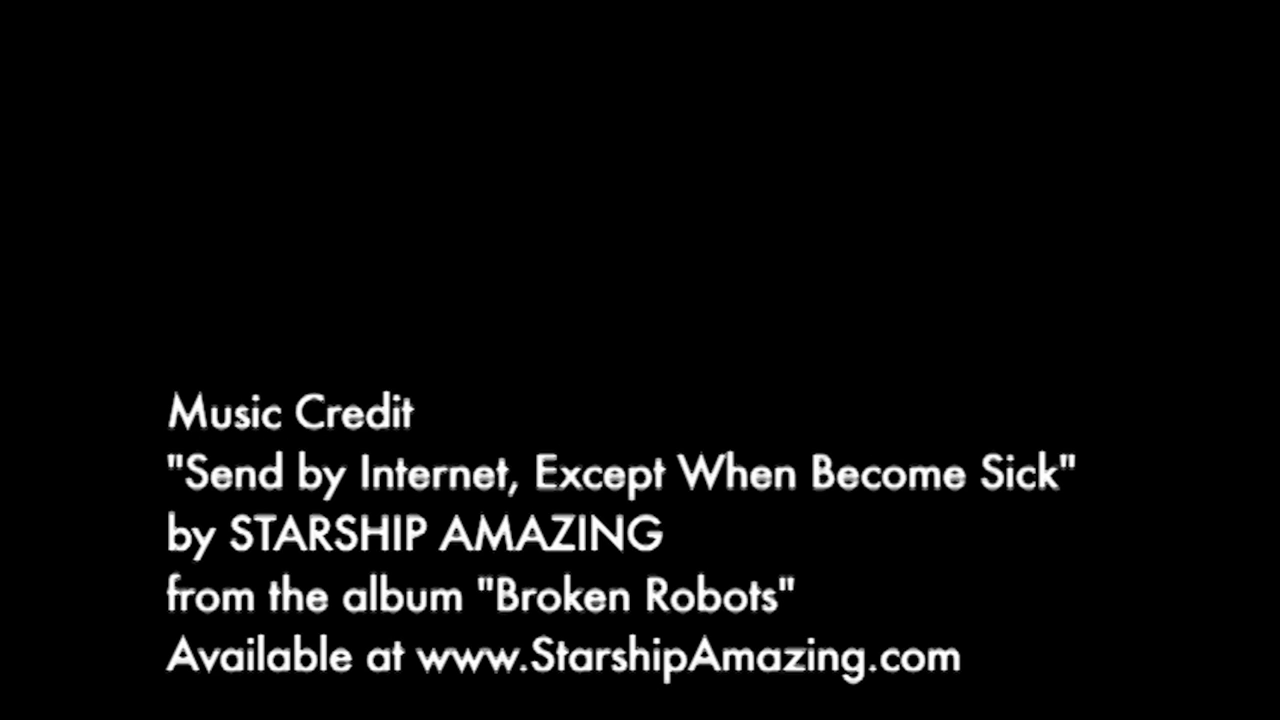 Music Credit
"Send by Internet, Except When Become Sick"
by STARSHIP AMAZING
from the album "Broken Robots"
Available at www.StarshipAmazing.com